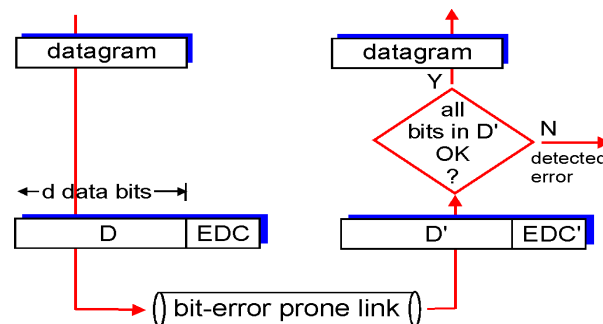 datagram
datagram
Y
all
bits in D'
OK
?
N
detected
error
d data bits
D
EDC
D'
EDC'
bit-error prone link